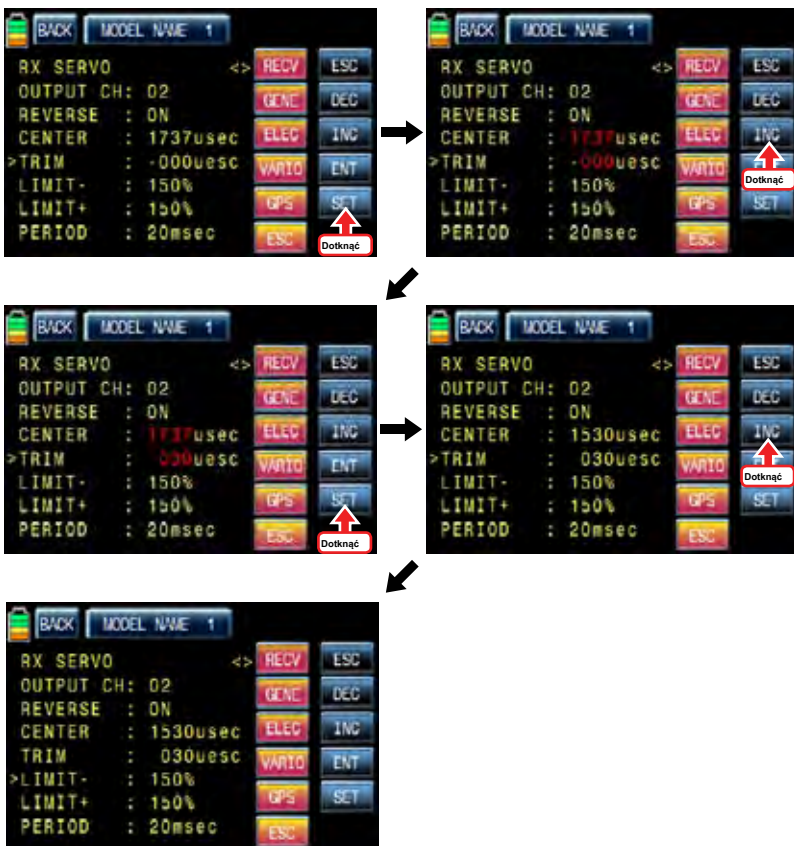 BACK MODEL NAME 1
RX SERVO <> RECV ESC
OUTPUT CH: 02 GENE DEC
REVERSE : ON
CENTER : 1737usec ELEC INC
>TRIM : -000uesc VARIO ENT
LIMIT- : 150%
LIMIT+ : 150% GPS SET
PERIOD : 20msec ESC
Dotknąć
BACK MODEL NAME 1
RX SERVO <> RECV ESC
OUTPUT CH: 02 GENE DEC
REVERSE : ON
CENTER : 1737usec ELEC INC
>TRIM : -000uesc VARIO
Dotknąć
LIMIT- : 150%
LIMIT+ : 150% GPS SET
PERIOD : 20msec ESC
BACK MODEL NAME 1
RX SERVO <> RECV ESC
OUTPUT CH: 02 GENE DEC
REVERSE : ON
CENTER : 1737usec ELEC INC
>TRIM : 030uesc VARIO ENT
LIMIT- : 150%
LIMIT+ : 150% GPS SET
PERIOD : 20msec ESC
Dotknąć
BACK MODEL NAME 1
RX SERVO <> RECV ESC
OUTPUT CH: 02 GENE DEC
REVERSE : ON
CENTER : 1530usec ELEC INC
>TRIM : 030uesc VARIO
Dotknąć
LIMIT- : 150%
LIMIT+ : 150% GPS SET
PERIOD : 20msec ESC
BACK MODEL NAME 1
RX SERVO <> RECV ESC
OUTPUT CH: 02 GENE DEC
REVERSE : ON
CENTER : 1530usec ELEC INC
TRIM : 030uesc VARIO ENT
>LIMIT- : 150%
LIMIT+ : 150% GPS SET
PERIOD : 20msec ESC